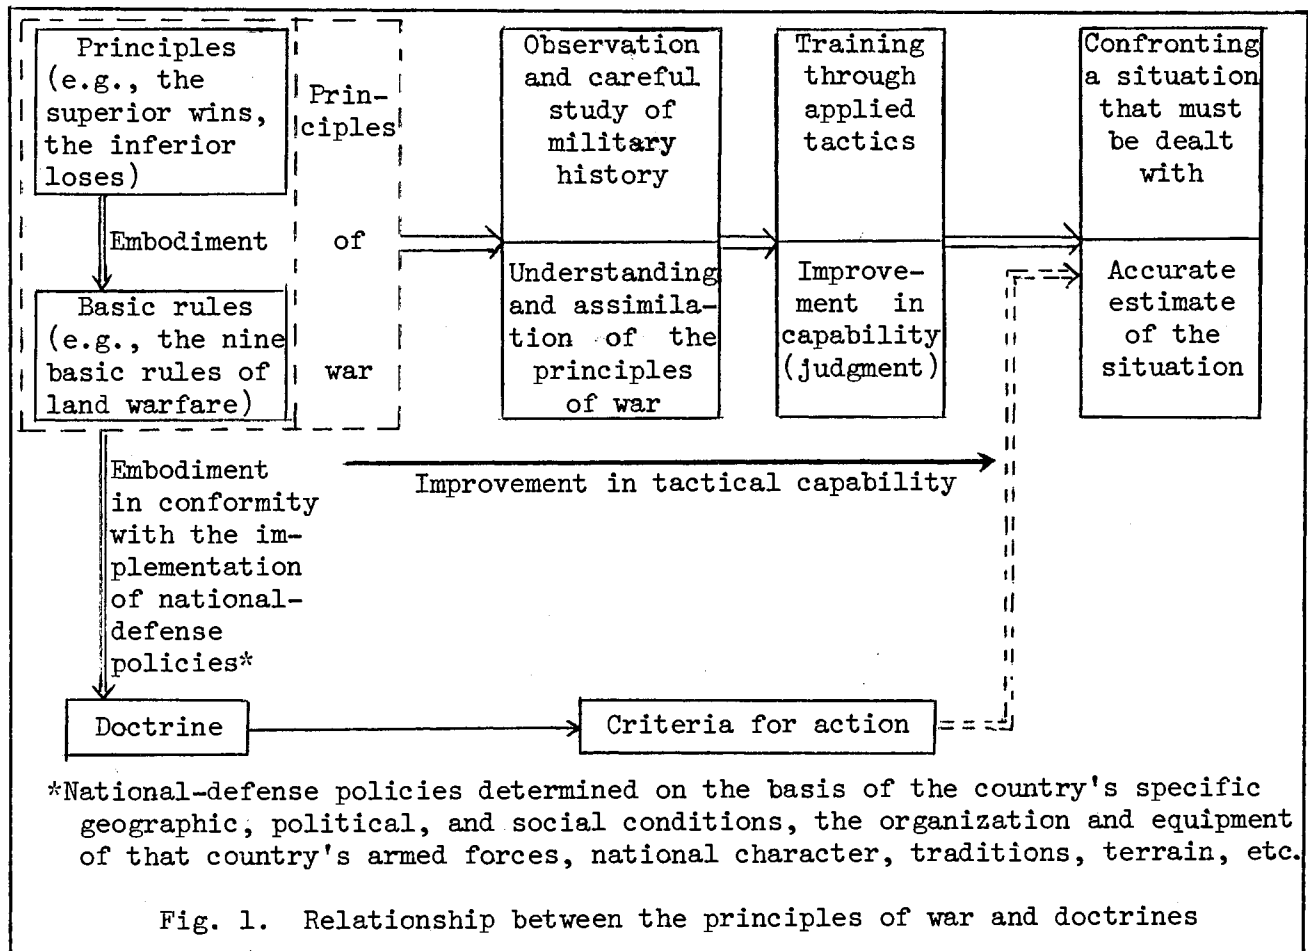 Principles
(e.g., the
superior wins,
the inferior
loses)
Embodiment
Basic rules
(e.g., the nine
basic rules of
land warfare)
Prin-
ciples
of
war
Observation
and careful
study of
military
history
Understanding
and assimila-
tion of the
principles
of war
Training
through
applied
tactics
Improve-
ment in
capability
(judgment)
Confronting
a situation
that must
be dealt
with
Accurate
estimate
of the
situation
Embodiment
in conformity
with the im-
plementation
of national-
defense
policies*
Improvement in tactical capability
Doctrine
Criteria for action
*National-defense policies determined on the basis of the country's specific
geographic, political, and social conditions, the organization and equipment
of that country's armed forces, national character, traditions, terrain, etc.
Fig. 1. Relationship between the principles of war and doctrines